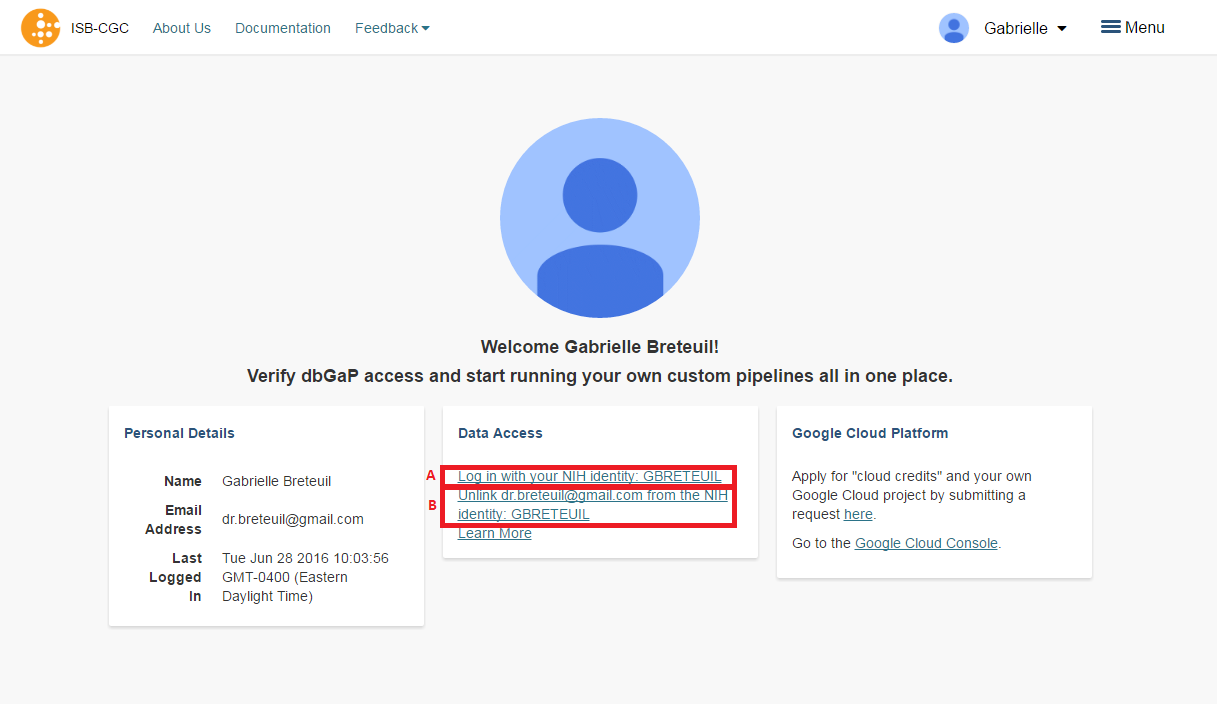 ISB-CGC About Us Documentation Feedback Gabrielle Menu
Welcome Gabrielle Breteuil!
Verify dbGaP access and start running your own custom pipelines all in one place.
Personal Details
Name Gabrielle Breteuil
Email
Address
dr.breteuil@gmail.com
Last
Logged
In
Tue Jun 28 2016 10:03:56
GMT-0400 (Eastern
Daylight Time)
Data Access
A Log in with your NIH identity: GBRETEUIL
B Unlink dr.breteuil@gmail.com from the NIH
identity: GBRETEUIL
Learn More
Google Cloud Platform
Apply for "cloud credits" and your own
Google Cloud project by submitting a
request here.
Go to the Google Cloud Console.